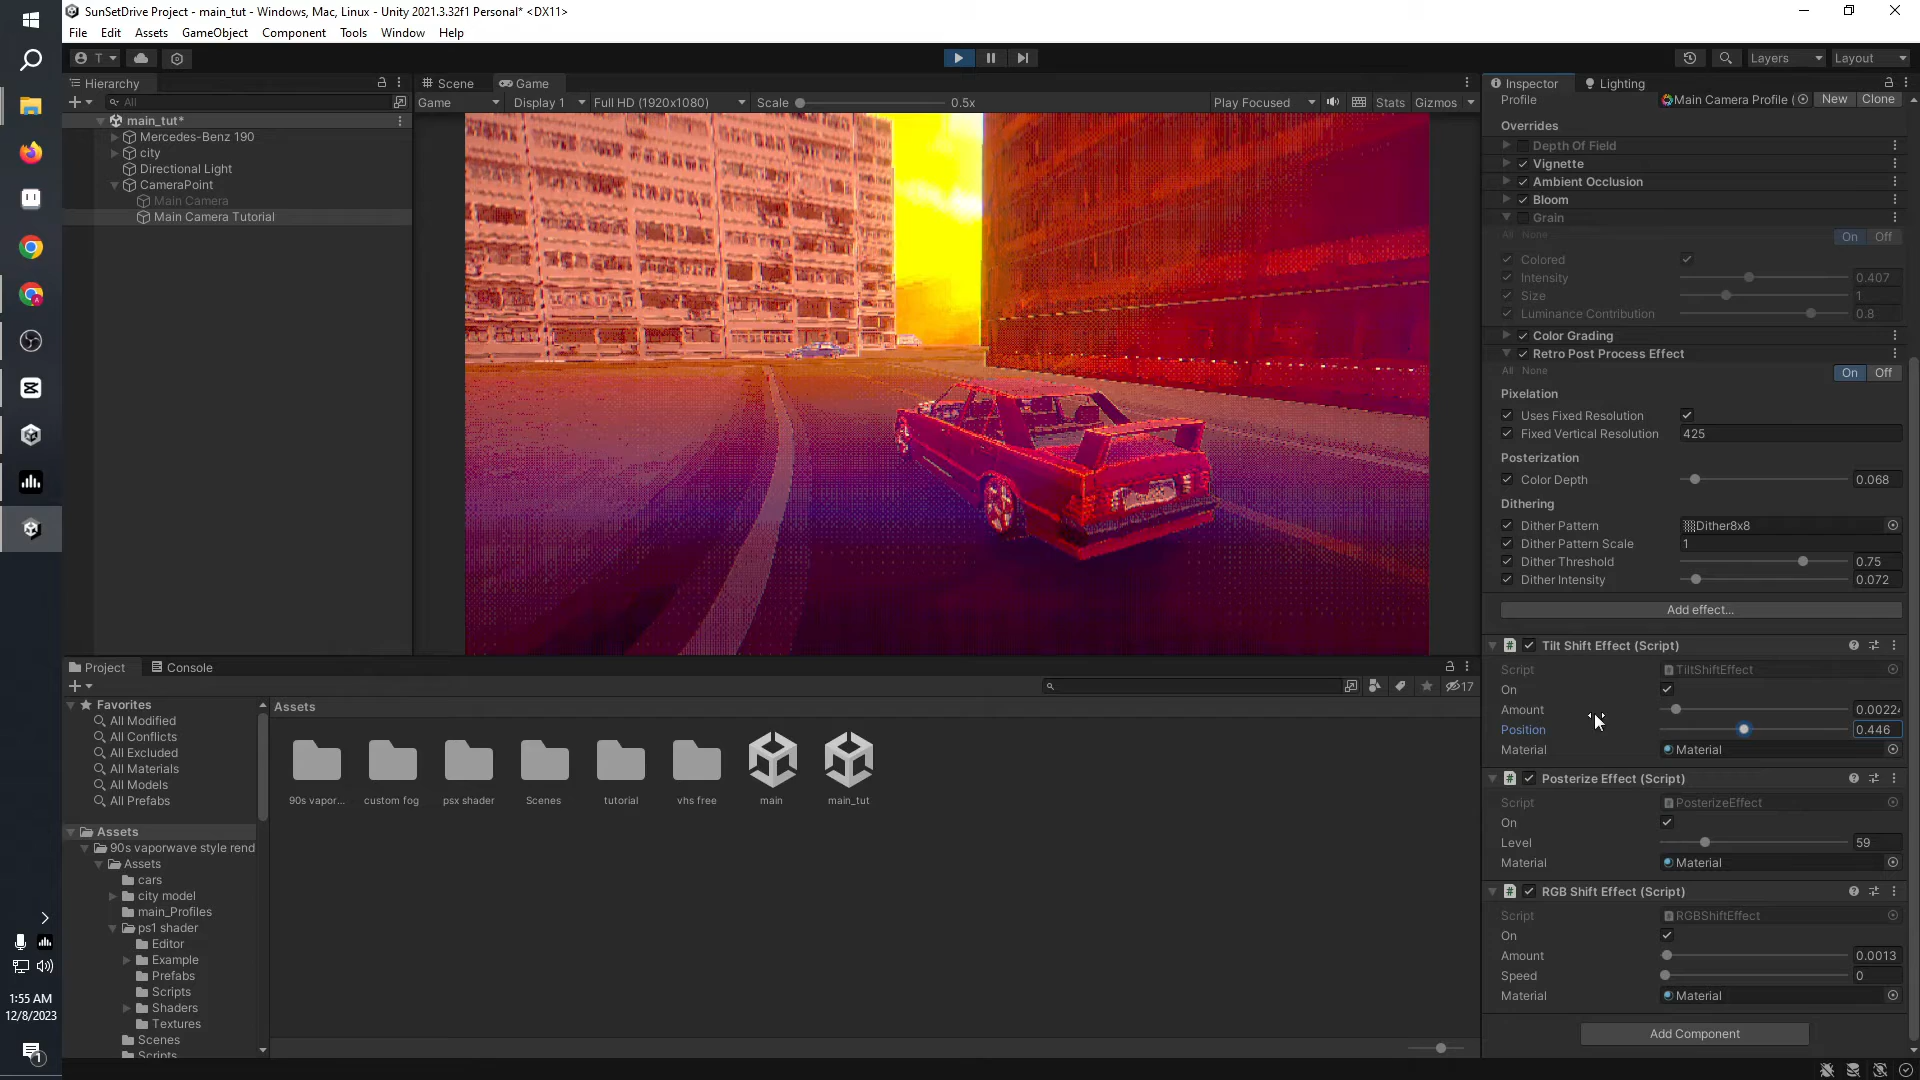 SunSetDrive Project - main_tut - Windows, Mac, Linux - Unity 2021.3.32f1 Personal* <DX11>
File Edit Assets GameObject Component Tools Window Help
T
Layers Layout
Hierarchy
All
main_tut*
Mercedes-Benz 190
city
Directional Light
CameraPoint
Main Camera
Main Camera Tutorial
Scene Game
Game Display 1 Full HD (1920x1080) Scale 0.5x Play Focused Stats Gizmos
Inspector Lighting
Profile Main Camera Profile ( New Clone
Overrides
Depth Of Field
Vignette
Ambient Occlusion
Bloom
Grain
All None On Off
Colored
Intensity 0.407
Size 1
Luminance Contribution 0.8
Color Grading
Retro Post Process Effect
All None On Off
Pixelation
Uses Fixed Resolution
Fixed Vertical Resolution 425
Posterization
Color Depth 0.068
Dithering
Dither Pattern Dither8x8
Dither Pattern Scale 1
Dither Threshold 0.75
Dither Intensity 0.072
Add effect...
Tilt Shift Effect (Script)
Script TiltShiftEffect
On
Amount 0.0022
Position 0.446
Material Material
Posterize Effect (Script)
Script PosterizeEffect
On
Level 59
Material Material
RGB Shift Effect (Script)
Script RGBShiftEffect
On
Amount 0.0013
Speed 0
Material Material
Add Component
Project Console
17
Favorites
All Modified
All Conflicts
All Excluded
All Materials
All Models
All Prefabs
Assets
90s vaporwave style rend
Assets
cars
city model
main_Profiles
ps1 shader
Editor
Example
Prefabs
Scripts
Shaders
Textures
Scenes
Scripts
Assets
90s vapor... custom fog psx shader Scenes tutorial vhs free main main_tut
1:55 AM
12/8/2023
1